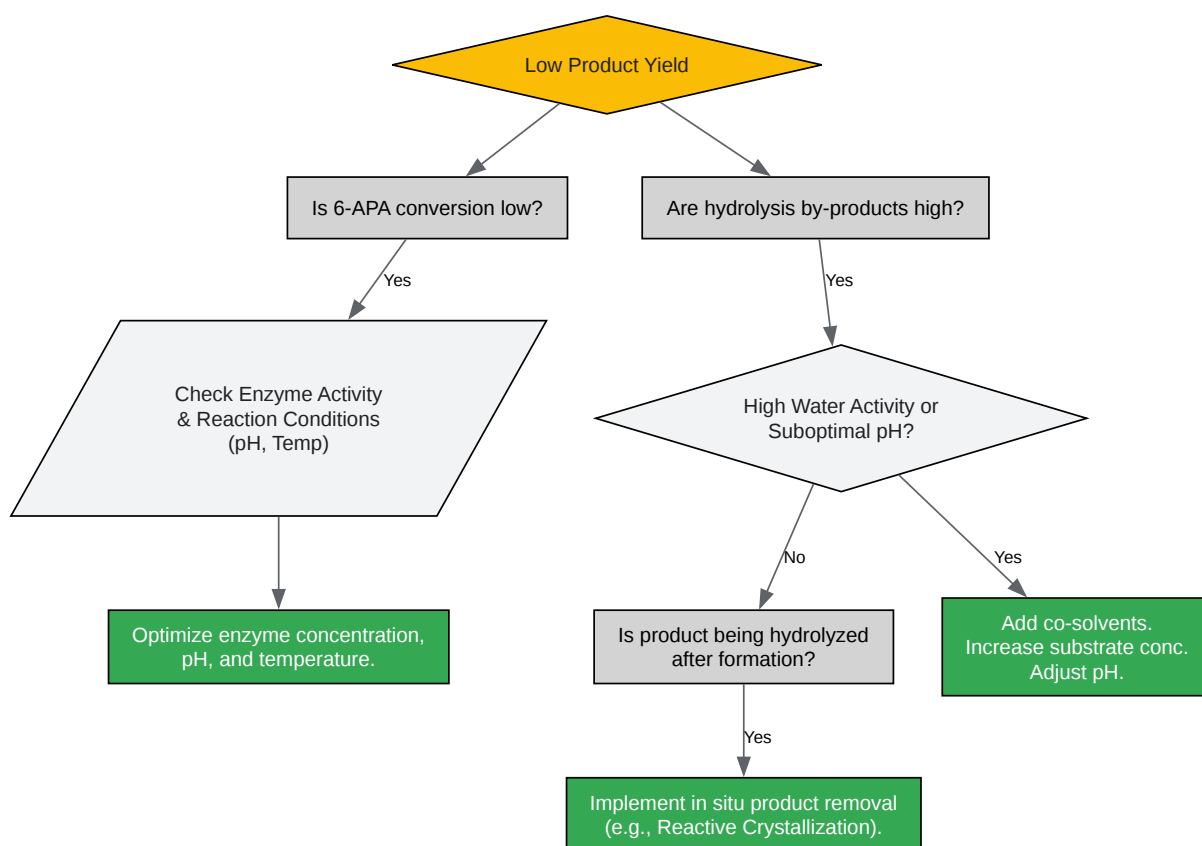 Low Product Yield
Is 6-APA conversion low?
Are hydrolysis by-products high?
Yes
Yes
Check Enzyme Activity
& Reaction Conditions
(pH, Temp)
High Water Activity or
Suboptimal pH?
No
Yes
Optimize enzyme concentration,
pH, and temperature.
Is product being hydrolyzed
after formation?
Add co-solvents.
Increase substrate conc.
Adjust pH.
Yes
Implement in situ product removal
(e.g., Reactive Crystallization).